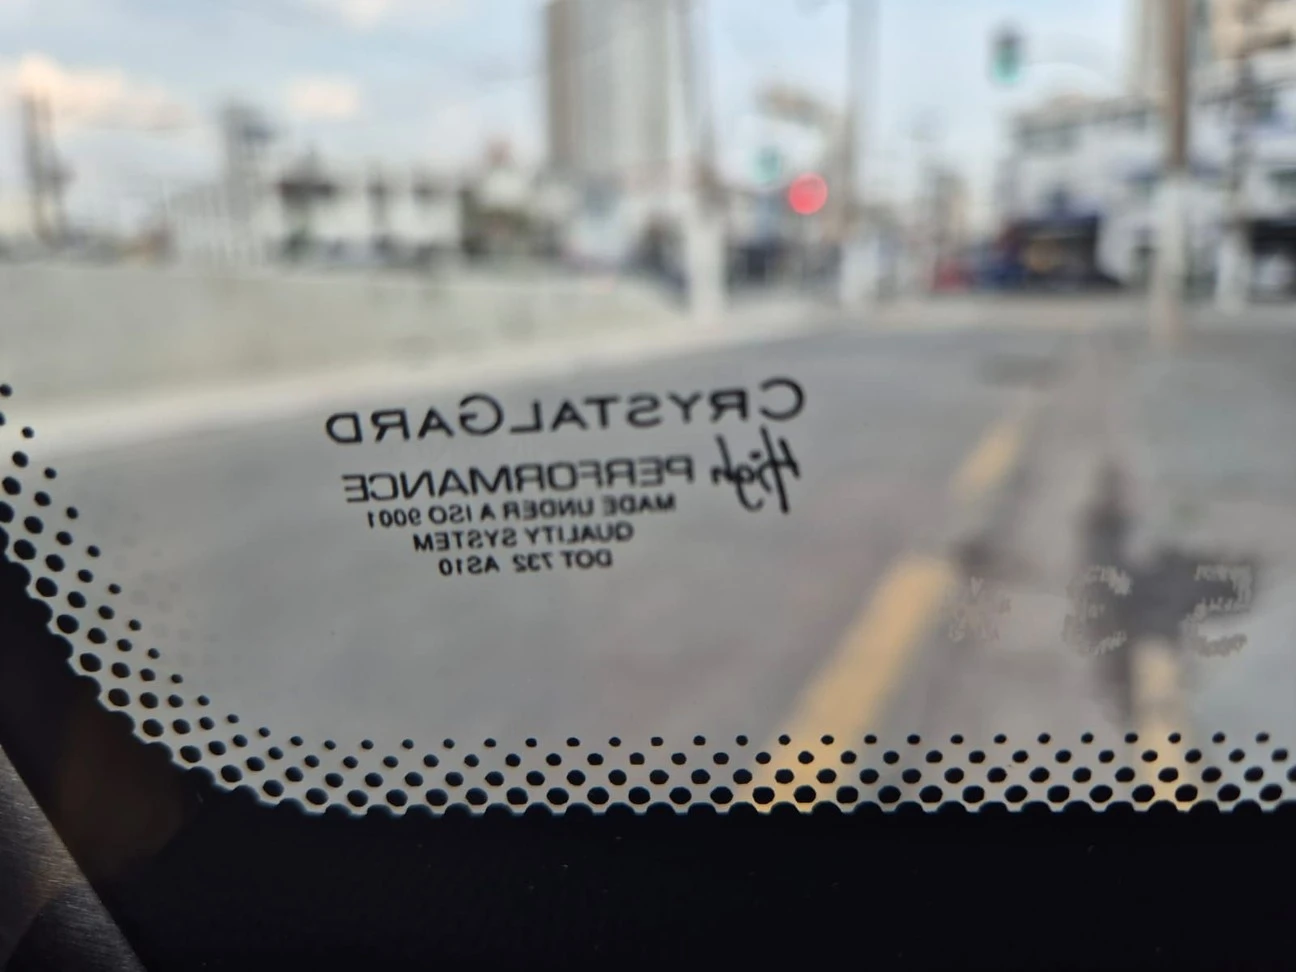 CRYSTALGARD
High PERFORMANCE
MADE UNDER A ISO 9001
QUALITY SYSTEM
DOT 732 AS10